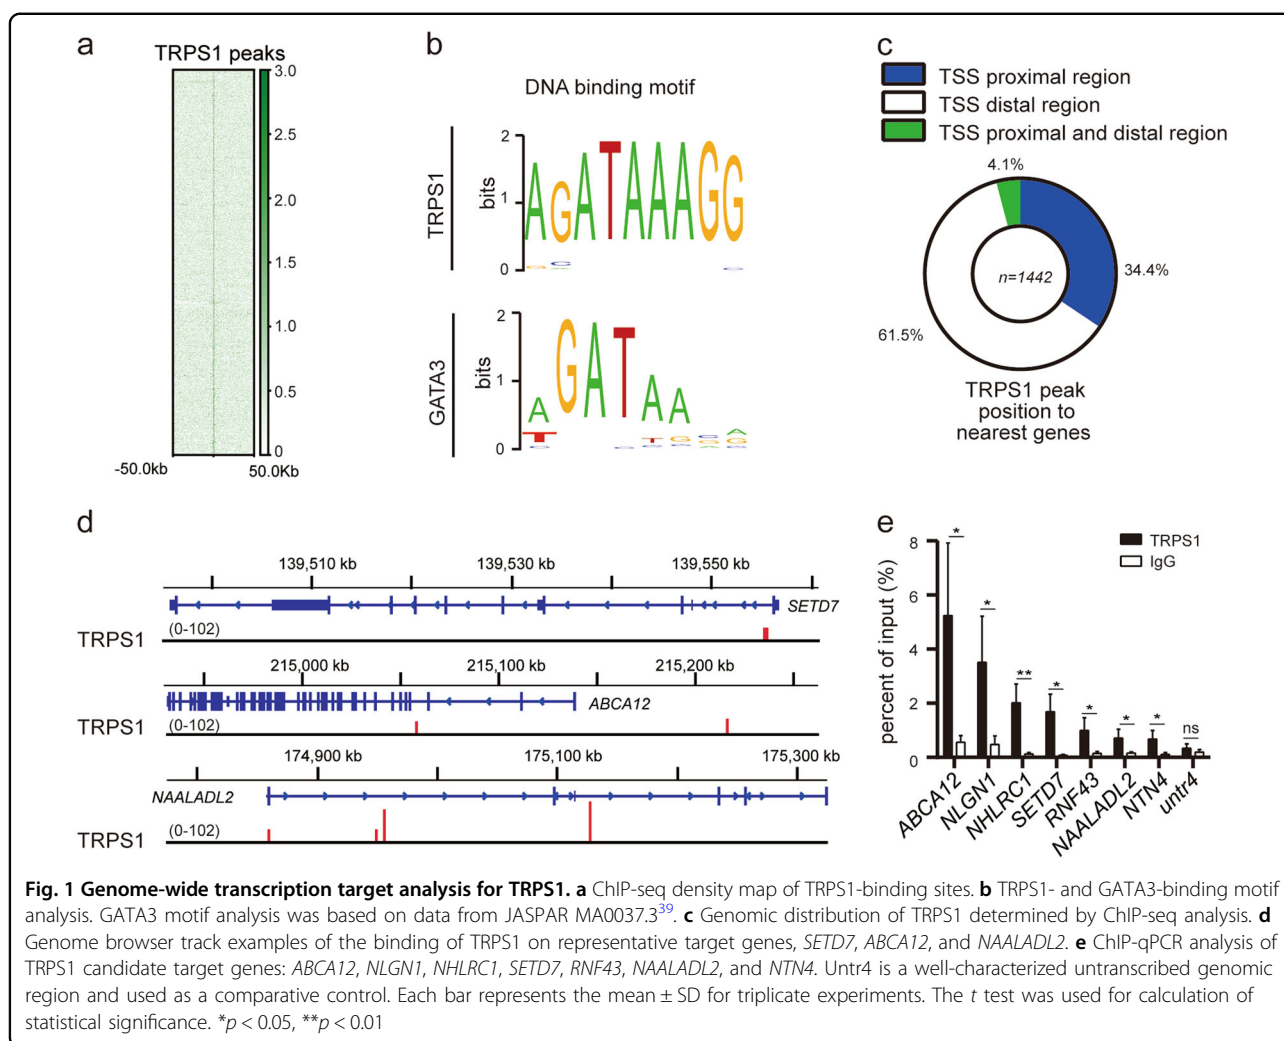 a
TRPS1 peaks
3.0
2.5
2.0
1.5
1.0
0.5
0
-50.0kb
50.0Kb
b
DNA binding motif
TRPS1
bits
2
1
0
AGATAAAGG
GATA3
bits
2
1
0
AGATAA
c
TSS proximal region
TSS distal region
TSS proximal and distal region
4.1%
34.4%
61.5%
n=1442
TRPS1 peak
position to
nearest genes
d
139,510 kb 139,530 kb 139,550 kb
SETD7
TRPS1 (0-102)
215,000 kb 215,100 kb 215,200 kb
ABCA12
TRPS1 (0-102)
174,900 kb 175,100 kb 175,300 kb
NAALADL2
TRPS1 (0-102)
e
percent of input (%)
8
6
4
2
0
TRPS1
IgG
* * ** * * * * ns
ABCA12 NLGN1 NHLRC1 SETD7 RNF43 NAALADL2 NTN4 untr4
Fig. 1 Genome-wide transcription target analysis for TRPS1. a ChIP-seq density map of TRPS1-binding sites. b TRPS1- and GATA3-binding motif
analysis. GATA3 motif analysis was based on data from JASPAR MA0037.339. c Genomic distribution of TRPS1 determined by ChIP-seq analysis. d
Genome browser track examples of the binding of TRPS1 on representative target genes, SETD7, ABCA12, and NAALADL2. e ChIP-qPCR analysis of
TRPS1 candidate target genes: ABCA12, NLGN1, NHLRC1, SETD7, RNF43, NAALADL2, and NTN4. Untr4 is a well-characterized untranscribed genomic
region and used as a comparative control. Each bar represents the mean ± SD for triplicate experiments. The t test was used for calculation of
statistical significance. *p < 0.05, **p < 0.01